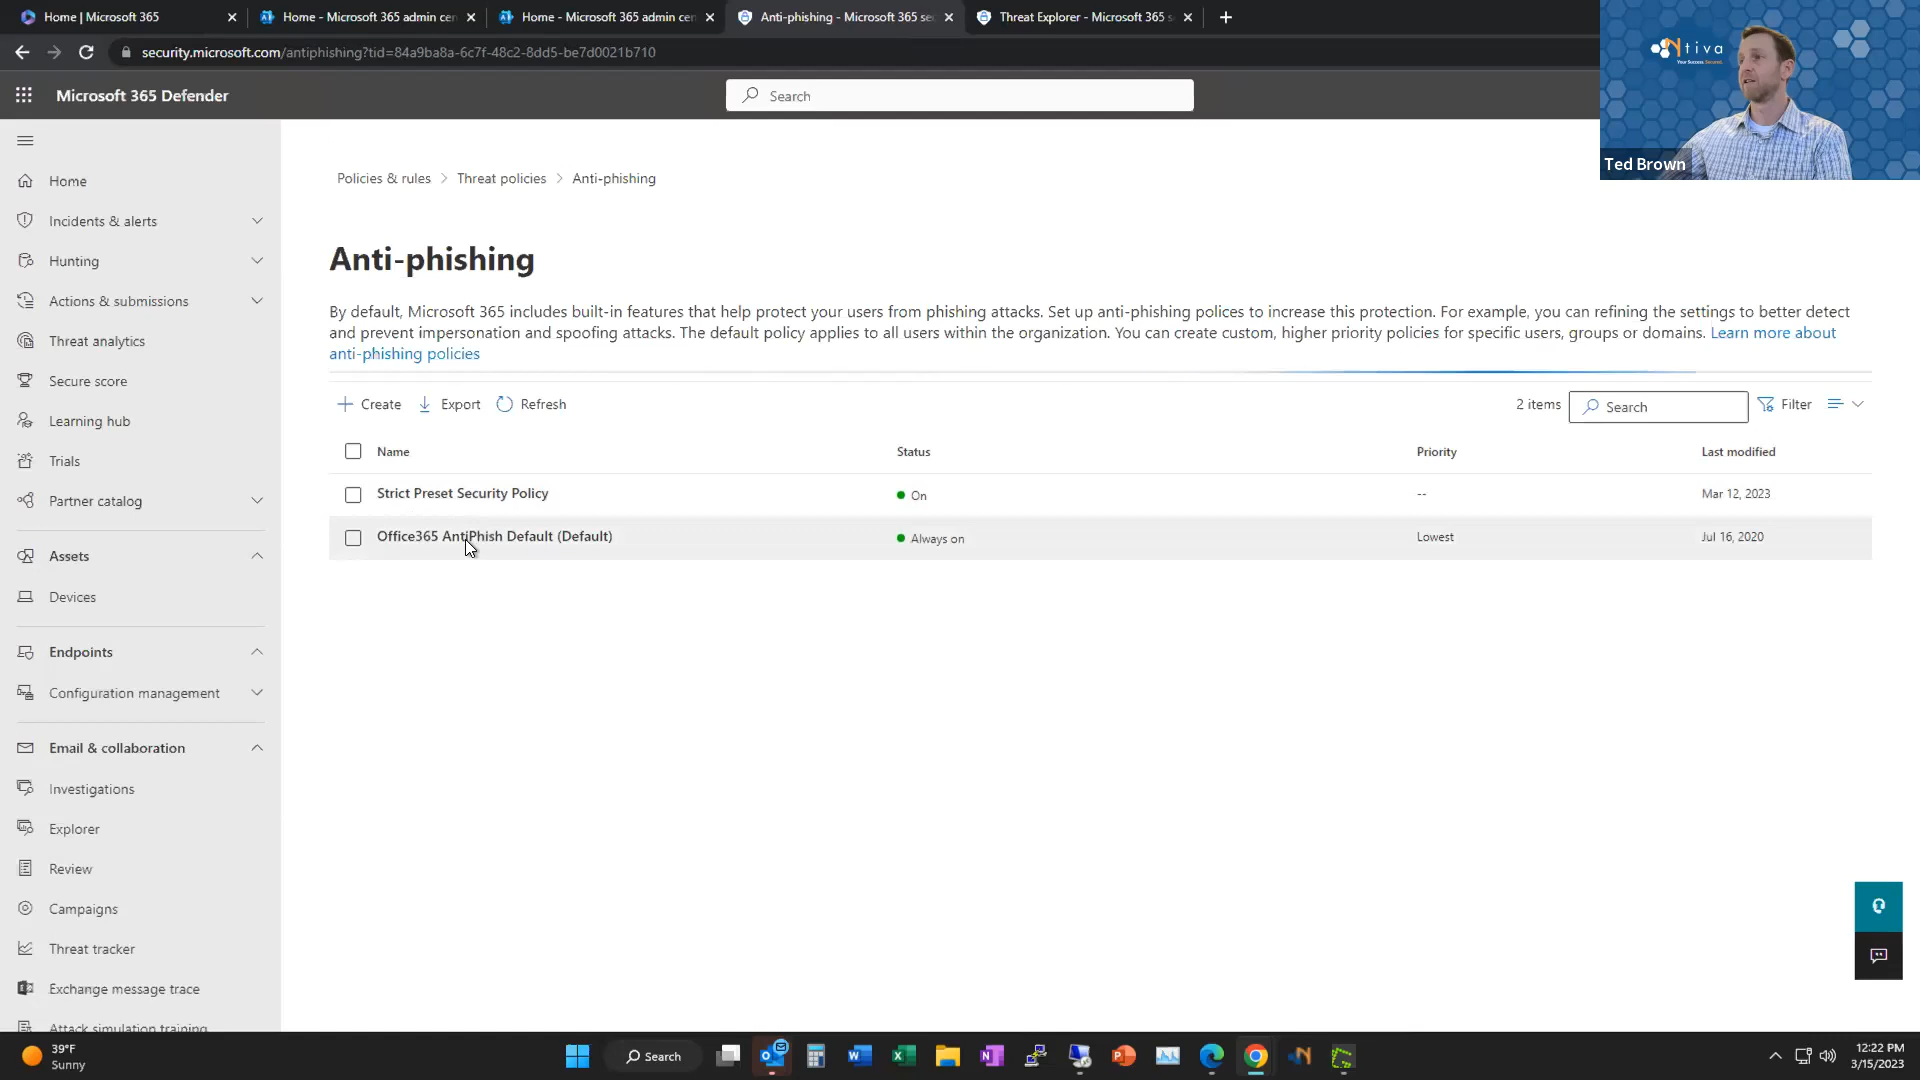 Home | Microsoft 365
Home - Microsoft 365 admin cen
Home - Microsoft 365 admin cen
Anti-phishing - Microsoft 365 se
Threat Explorer - Microsoft 365 s
security.microsoft.com/antiphishing?tid=84a9ba8a-6c7f-48c2-8dd5-be7d0021b710
Ntiva
Your Success. Secured.
Ted Brown
Microsoft 365 Defender
Search
Home
Incidents & alerts
Hunting
Actions & submissions
Threat analytics
Secure score
Learning hub
Trials
Partner catalog
Assets
Devices
Endpoints
Configuration management
Email & collaboration
Investigations
Explorer
Review
Campaigns
Threat tracker
Exchange message trace
Attack simulation training
Policies & rules > Threat policies > Anti-phishing
Anti-phishing
By default, Microsoft 365 includes built-in features that help protect your users from phishing attacks. Set up anti-phishing polices to increase this protection. For example, you can refining the settings to better detect
and prevent impersonation and spoofing attacks. The default policy applies to all users within the organization. You can create custom, higher priority policies for specific users, groups or domains. Learn more about
anti-phishing policies
Create Export Refresh 2 items Search Filter
Name Status Priority Last modified
Strict Preset Security Policy On -- Mar 12, 2023
Office365 AntiPhish Default (Default) Always on Lowest Jul 16, 2020
39°F
Sunny
Search
12:22 PM
3/15/2023